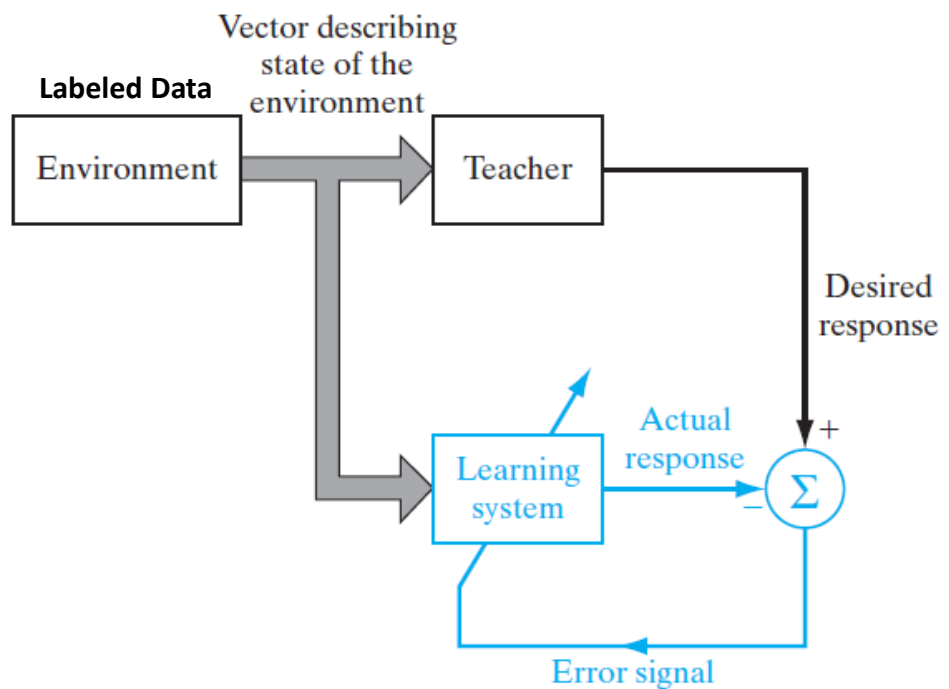 Vector describing
state of the
environment
Labeled Data
Environment
Teacher
Desired
response
+
Actual
response
Learning
system
−
Σ
Error signal